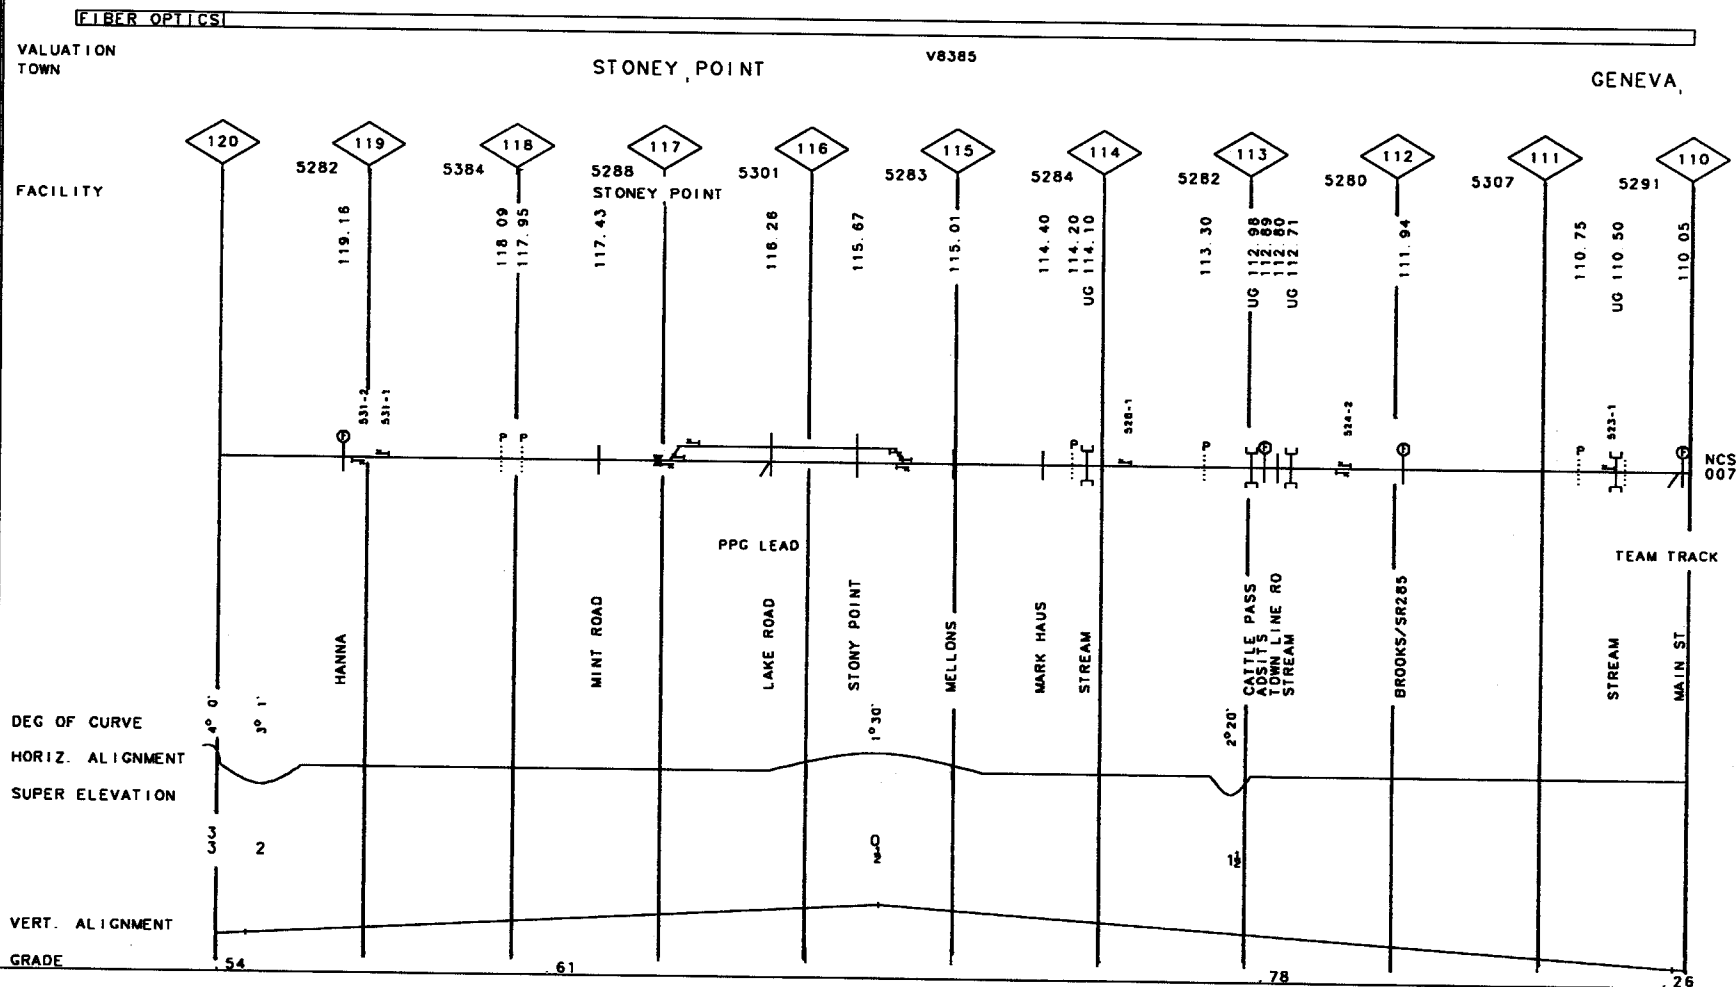 FIBER OPTICS
VALUATION
V8385
TOWN
STONEY POINT
GENEVA
120
119
118
117
116
115
114
113
112
111
110
5282
5384
5288
5301
5283
5284
5282
5280
5307
5291
FACILITY
STONEY POINT
119.16
118 09
117.95
117.43
116.26
115.67
115.01
114.40
114.20
UG 114.10
113.30
UG 112.98
112.89
112.80
UG 112.71
111.94
110.75
UG 110.50
110 05
531-2
531-1
526-1
524-2
523-1
F
P P
P
P
F
F
P
F
NCS
007
PPG LEAD
TEAM TRACK
HANNA
MINT ROAD
LAKE ROAD
STONY POINT
MELLONS
MARK HAUS
STREAM
CATTLE PASS
ADSITS
TOWN LINE RO
STREAM
BROOKS/SR285
STREAM
MAIN ST
DEG OF CURVE
4° 0'
3° 1'
1°30'
2°20'
HORIZ. ALIGNMENT
SUPER ELEVATION
3
3
2
0
1½
VERT. ALIGNMENT
GRADE
.54
.61
.78
.26